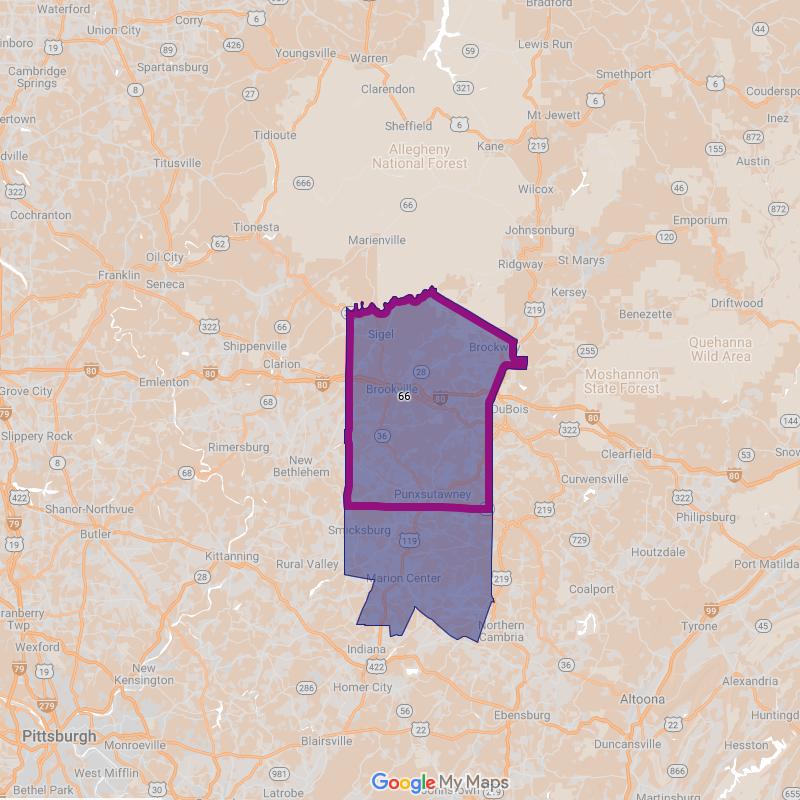 Waterford
Corry
6
Bradford
Union City
44
inboro
19
89
426
Youngsville
Warren
59
Lewis Run
Spartansburg
Cambridge
Springs
8
27
Clarendon
321
Smethport
6
6
Couderspo
Mt Jewett
Inez
ertown
Sheffield
6
Tidioute
Kane
219
872
Allegheny
National Forest
155
dville
Titusville
Austin
322
666
Wilcox
46
66
872
Cochranton
Tionesta
Emporium
62
Marienville
Johnsonburg
120
Oil City
Ridgway
St Marys
Franklin
Seneca
Kersey
Driftwood
219
Benezette
322
66
Sigel
Shippenville
Brockway
Quehanna
Wild Area
255
Clarion
28
80
80
Moshannon
State Forest
Emlenton
80
Grove City
Brookville
66
80
68
79
DuBois
80
144
322
Slippery Rock
36
Rimersburg
Clearfield
Snow
53
8
New
Bethlehem
68
Curwensville
422
Punxsutawney
322
219
Shanor-Northvue
Philipsburg
79
Butler
Smicksburg
19
119
729
Kittanning
Houtzdale
Rural Valley
Port Matilda
28
Marion Center
219
Coalport
99
cranberry
Twp
Northern
Cambria
Tyrone
45
Wexford
Indiana
19
New
Kensington
422
36
79
286
Homer City
Alexandria
279
Altoona
56
Ebensburg
Huntingd
Pittsburgh
22
22
Monroeville
Blairsville
Duncansville
Hesston
West Mifflin
981
866
Bethel Park
30
Latrobe
Google My Maps
Johnstown
219
Martinsburg
655